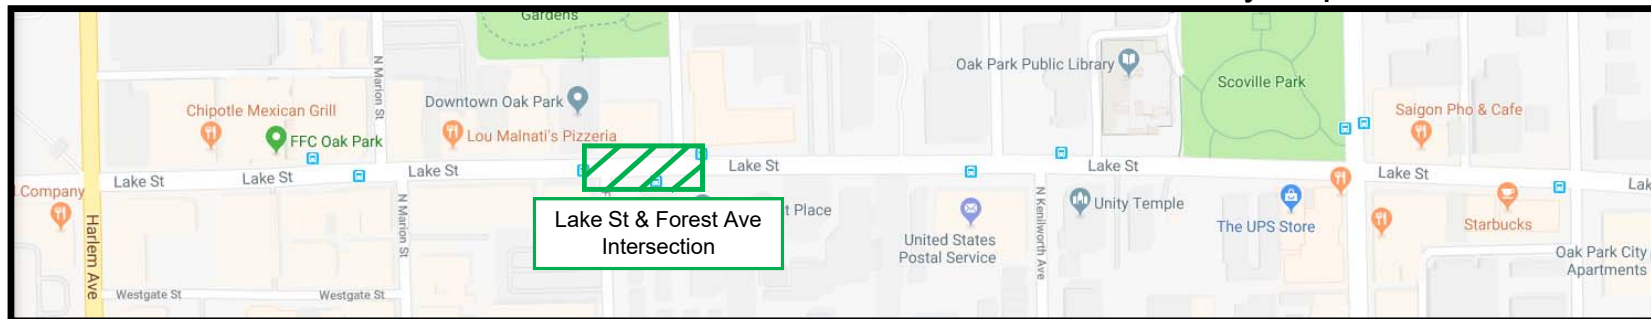 Gardens
Oak Park Public Library
Scoville Park
N Marion St
Chipotle Mexican Grill
Downtown Oak Park
Saigon Pho & Cafe
FFC Oak Park
Lou Malnati's Pizzeria
Lake St
Lake St
Lake St
Lake St
Lake St
Lake St
Company
Harlem Ave
N Marion St
Lake St & Forest Ave
Intersection
t Place
United States
Postal Service
N Kenilworth Ave
Unity Temple
The UPS Store
Starbucks
Oak Park City
Apartments
Westgate St
Westgate St